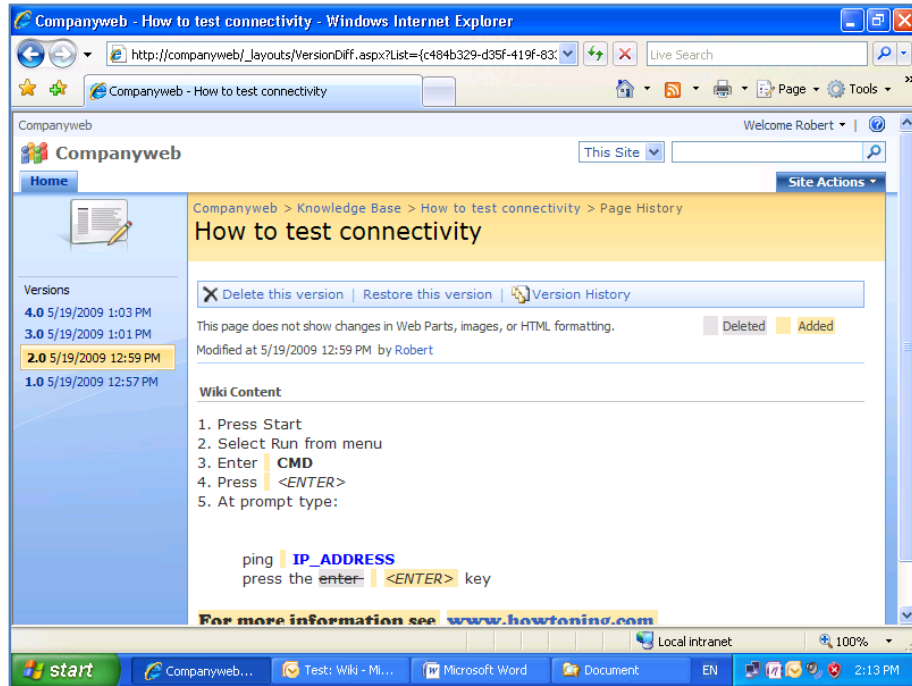 Companyweb - How to test connectivity - Windows Internet Explorer
http://companyweb/_layouts/VersionDiff.aspx?List={c484b329-d35f-419f-83
Live Search
Companyweb - How to test connectivity
Page
Tools
Companyweb
Welcome Robert
Companyweb
This Site
Home
Site Actions
Companyweb > Knowledge Base > How to test connectivity > Page History
How to test connectivity
Versions
4.0 5/19/2009 1:03 PM
3.0 5/19/2009 1:01 PM
2.0 5/19/2009 12:59 PM
1.0 5/19/2009 12:57 PM
Delete this version | Restore this version | Version History
This page does not show changes in Web Parts, images, or HTML formatting.
Deleted
Added
Modified at 5/19/2009 12:59 PM by Robert
Wiki Content
1. Press Start
2. Select Run from menu
3. Enter CMD
4. Press <ENTER>
5. At prompt type:
ping IP_ADDRESS
press the enter <ENTER> key
For more information see www.howtoping.com
Local intranet
100%
start
Companyweb...
Test: Wiki - Mi...
Microsoft Word
Document
EN
2:13 PM